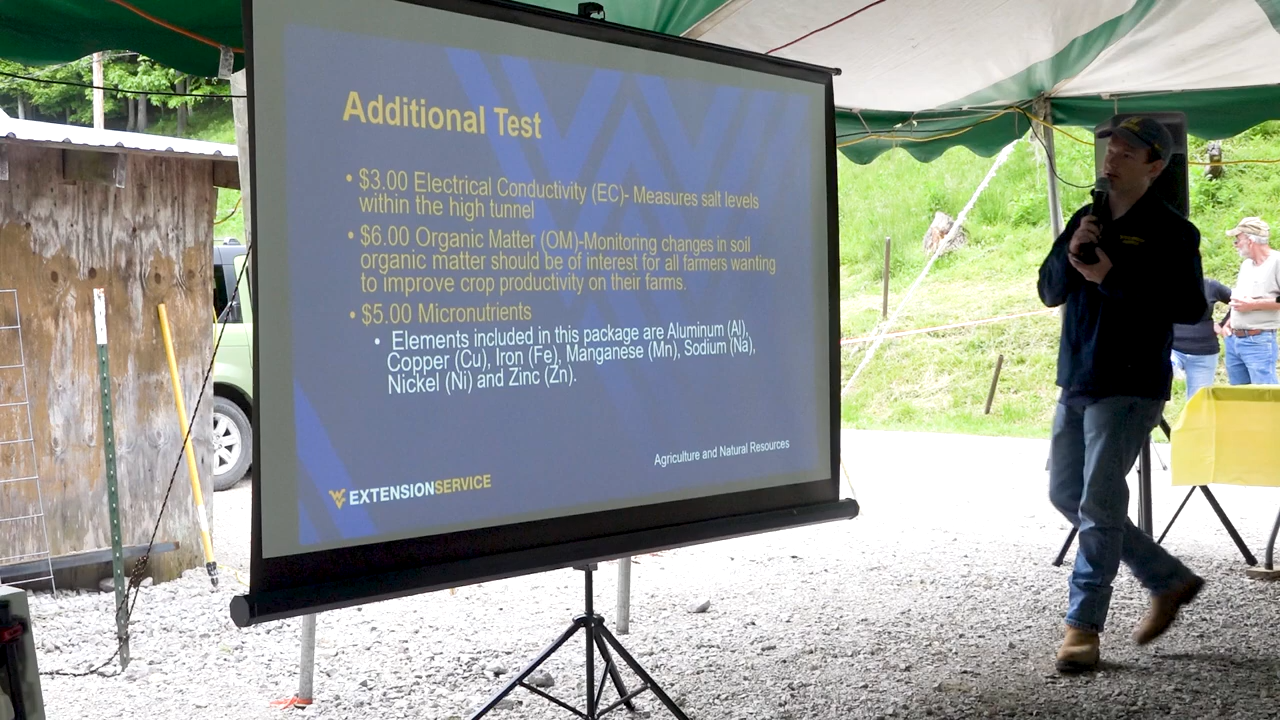 Additional Test
• $3.00 Electrical Conductivity (EC)- Measures salt levels
within the high tunnel
• $6.00 Organic Matter (OM)-Monitoring changes in soil
organic matter should be of interest for all farmers wanting
to improve crop productivity on their farms.
• $5.00 Micronutrients
• Elements included in this package are Aluminum (Al),
Copper (Cu), Iron (Fe), Manganese (Mn), Sodium (Na),
Nickel (Ni) and Zinc (Zn).
Agriculture and Natural Resources
EXTENSIONSERVICE